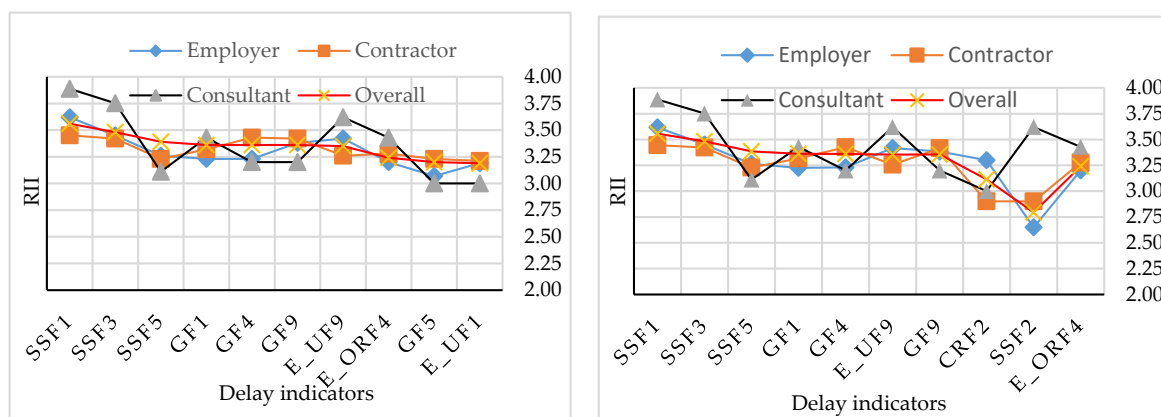 Employer Contractor
Consultant Overall
4.00
3.75
3.50
3.25
3.00
2.75
2.50
2.25
2.00
RII
SSF1 SSF3 SSF5 GF1 GF4 GF9 E_UF9 E_ORF4 GF5 E_UF1
Delay indicators
Employer Contractor
Consultant Overall
4.00
3.75
3.50
3.25
3.00
2.75
2.50
2.25
2.00
RII
SSF1 SSF3 SSF5 GF1 GF4 E_UF9 GF9 CRF2 SSF2 E_ORF4
Delay indicators